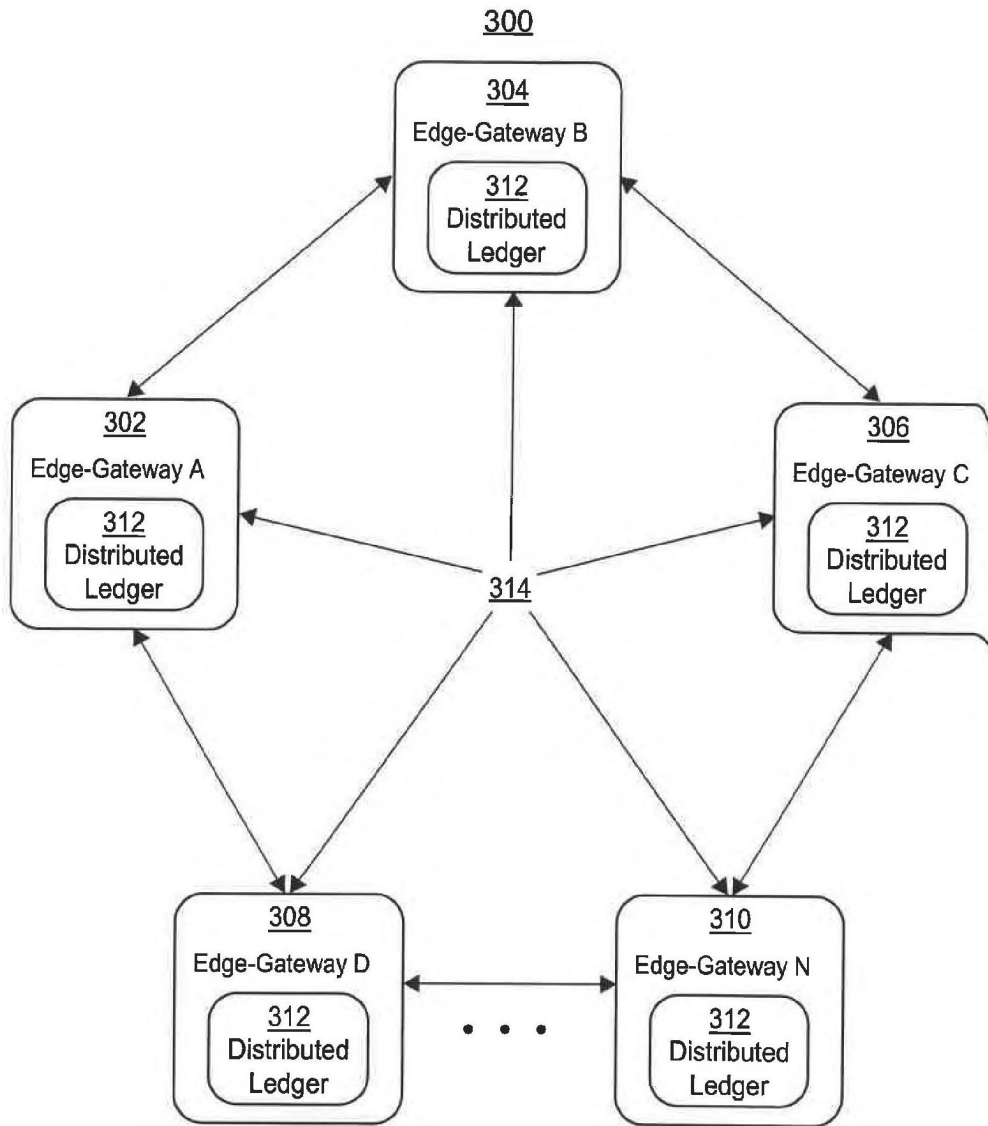 300
304
Edge-Gateway B
312
Distributed
Ledger
302
Edge-Gateway A
312
Distributed
Ledger
306
Edge-Gateway C
312
Distributed
Ledger
314
308
Edge-Gateway D
312
Distributed
Ledger
310
Edge-Gateway N
312
Distributed
Ledger